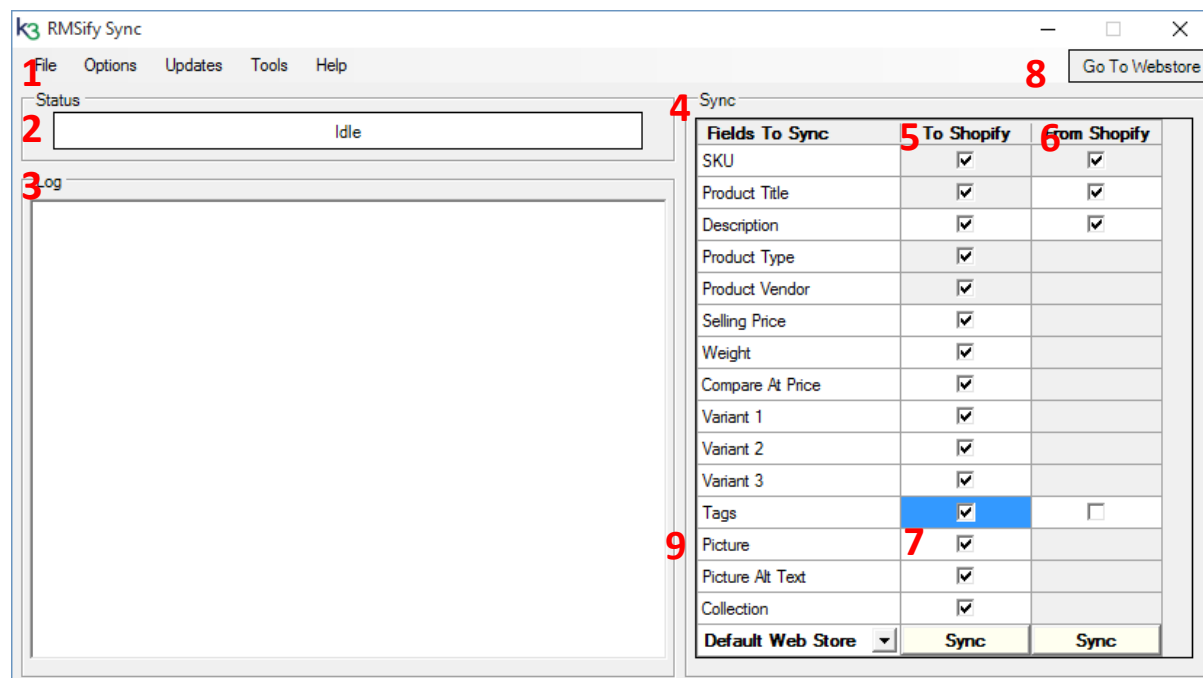 k3 RMSify Sync
1 File Options Updates Tools Help 8 Go To Webstore
Status
2 Idle
3 Log
4 Sync
Fields To Sync 5 To Shopify 6 From Shopify
SKU
Product Title
Description
Product Type
Product Vendor
Selling Price
Weight
Compare At Price
Variant 1
Variant 2
Variant 3
Tags
9 Picture 7
Picture Alt Text
Collection
Default Web Store Sync Sync